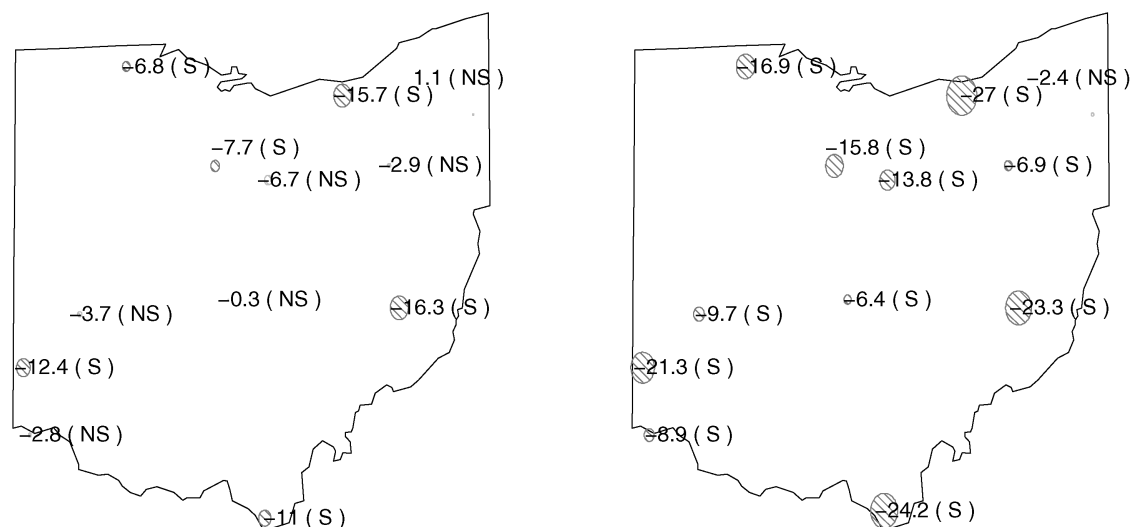 −6.8 ( S )
1.1 ( NS )
−15.7 ( S )
−7.7 ( S )
−2.9 ( NS )
−6.7 ( NS )
−0.3 ( NS )
−16.3 ( S )
−3.7 ( NS )
−12.4 ( S )
−2.8 ( NS )
−11 ( S )
−16.9 ( S )
−2.4 ( NS )
−27 ( S )
−15.8 ( S )
−6.9 ( S )
−13.8 ( S )
−6.4 ( S )
−23.3 ( S )
−9.7 ( S )
−21.3 ( S )
−8.9 ( S )
−24.2 ( S )